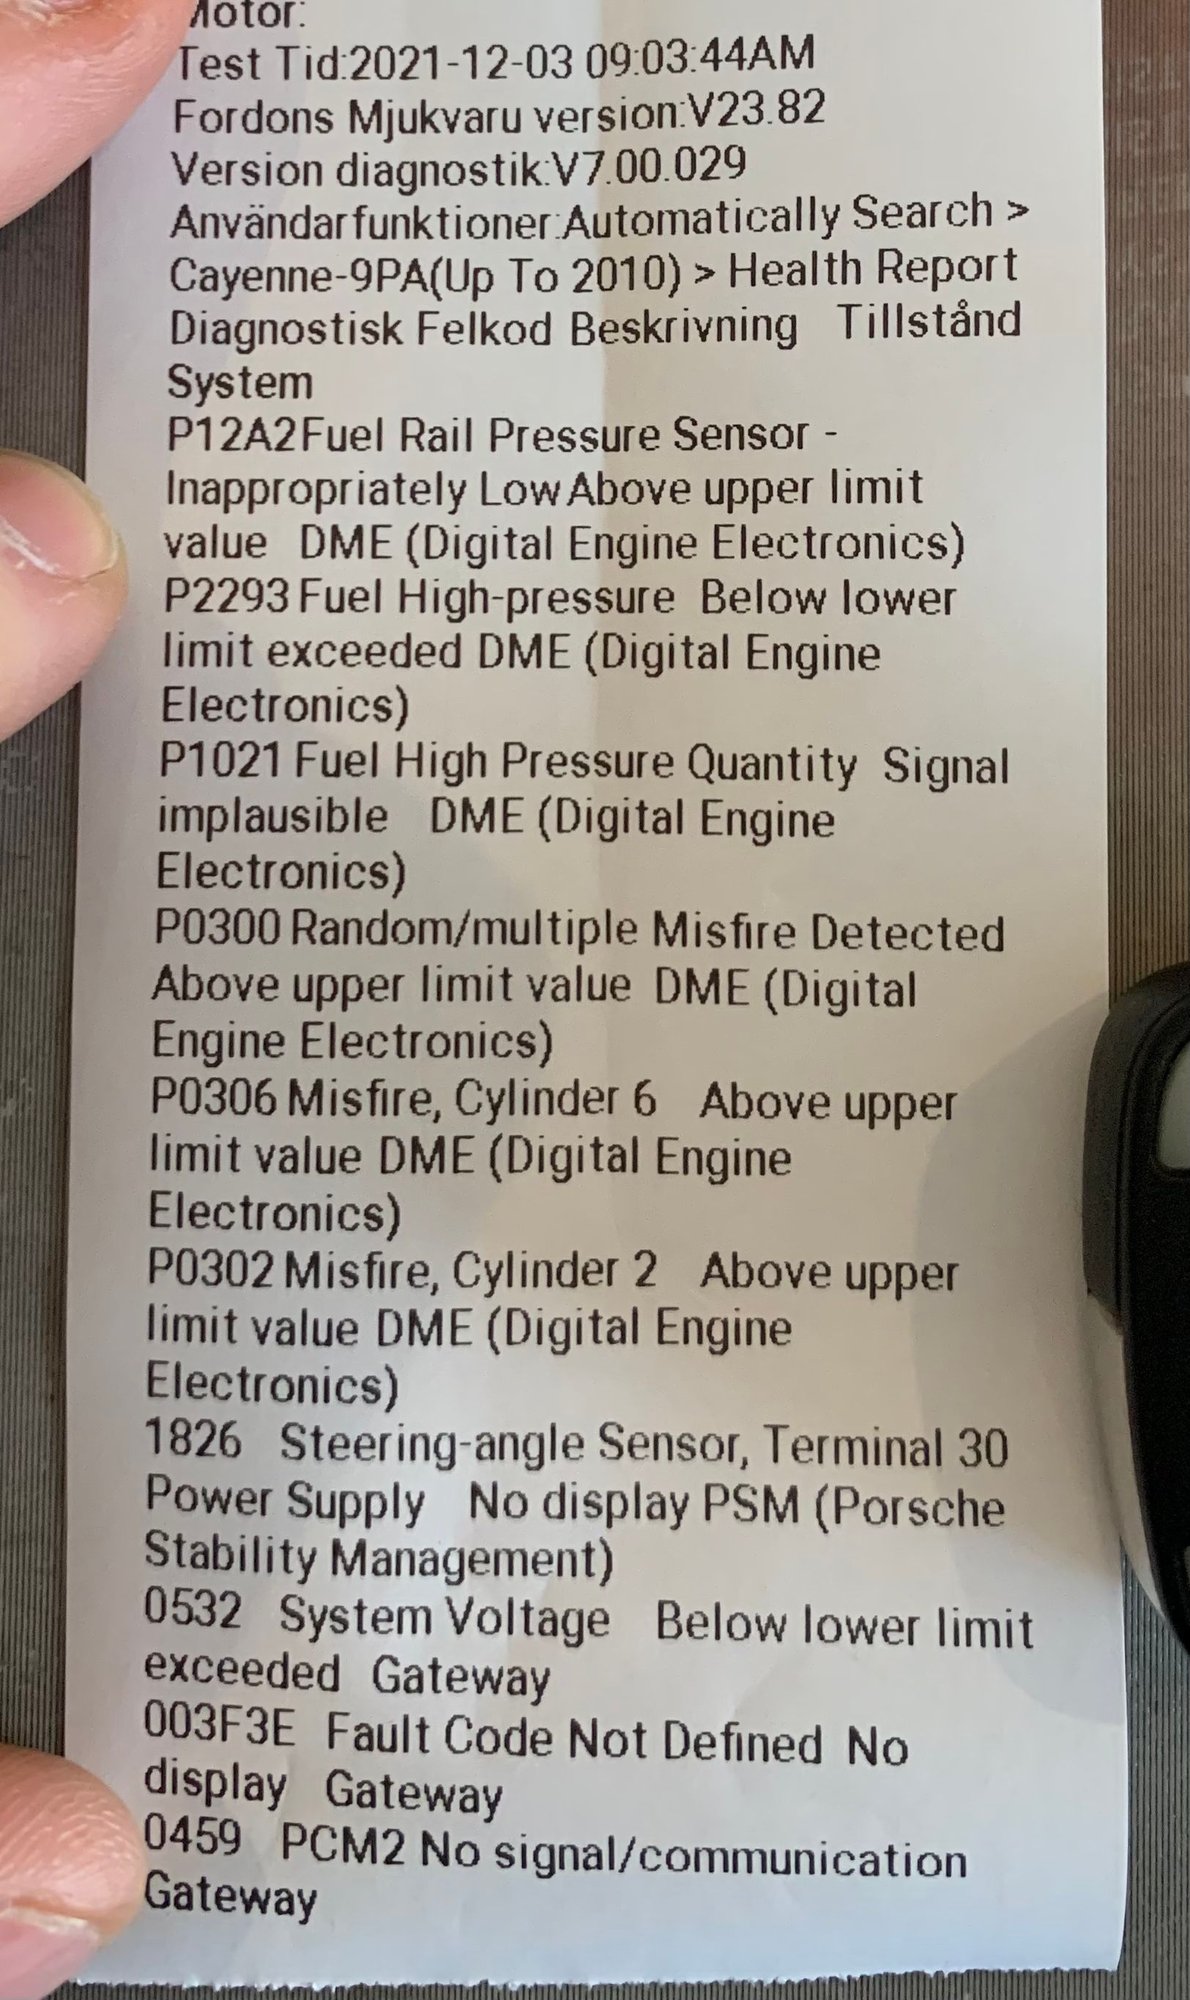 Motor:
Test Tid:2021-12-03 09:03:44AM
Fordons Mjukvaru version:V23.82
Version diagnostik:V7.00.029
Användarfunktioner:Automatically Search >
Cayenne-9PA(Up To 2010) > Health Report
Diagnostisk Felkod Beskrivning Tillstånd
System
P12A2 Fuel Rail Pressure Sensor -
Inappropriately Low Above upper limit
value DME (Digital Engine Electronics)
P2293 Fuel High-pressure Below lower
limit exceeded DME (Digital Engine
Electronics)
P1021 Fuel High Pressure Quantity Signal
implausible DME (Digital Engine
Electronics)
P0300 Random/multiple Misfire Detected
Above upper limit value DME (Digital
Engine Electronics)
P0306 Misfire, Cylinder 6 Above upper
limit value DME (Digital Engine
Electronics)
P0302 Misfire, Cylinder 2 Above upper
limit value DME (Digital Engine
Electronics)
1826 Steering-angle Sensor, Terminal 30
Power Supply No display PSM (Porsche
Stability Management)
0532 System Voltage Below lower limit
exceeded Gateway
003F3E Fault Code Not Defined No
display Gateway
0459 PCM2 No signal/communication
Gateway